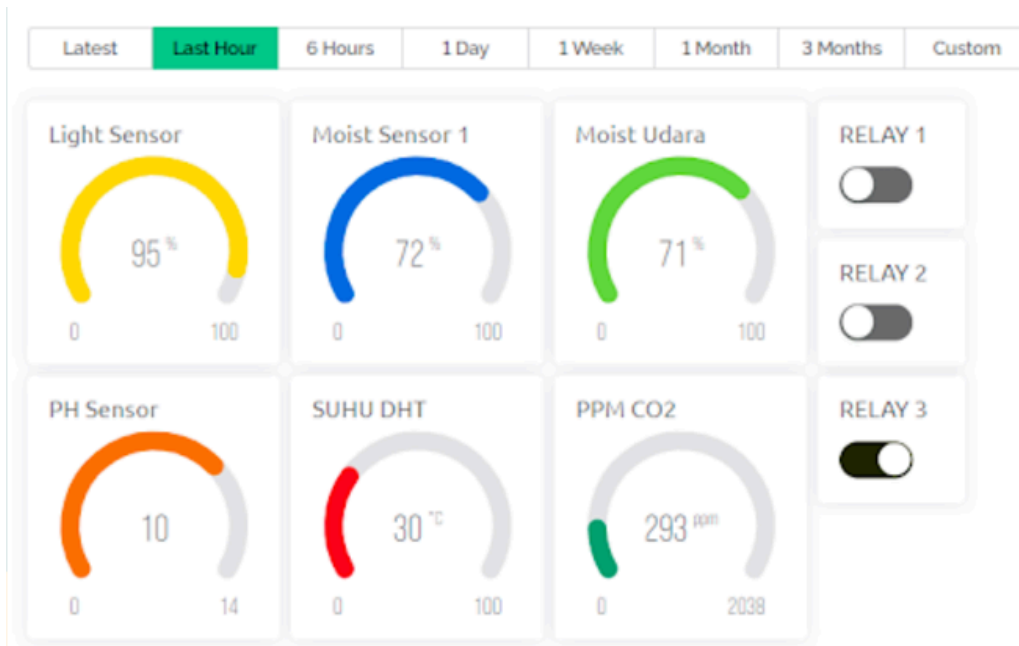 Latest Last Hour 6 Hours 1 Day 1 Week 1 Month 3 Months Custom
Light Sensor
95 %
0 100
Moist Sensor 1
72 %
0 100
Moist Udara
71 %
0 100
RELAY 1
RELAY 2
PH Sensor
10
0 14
SUHU DHT
30 °C
0 100
PPM CO2
293 ppm
0 2038
RELAY 3